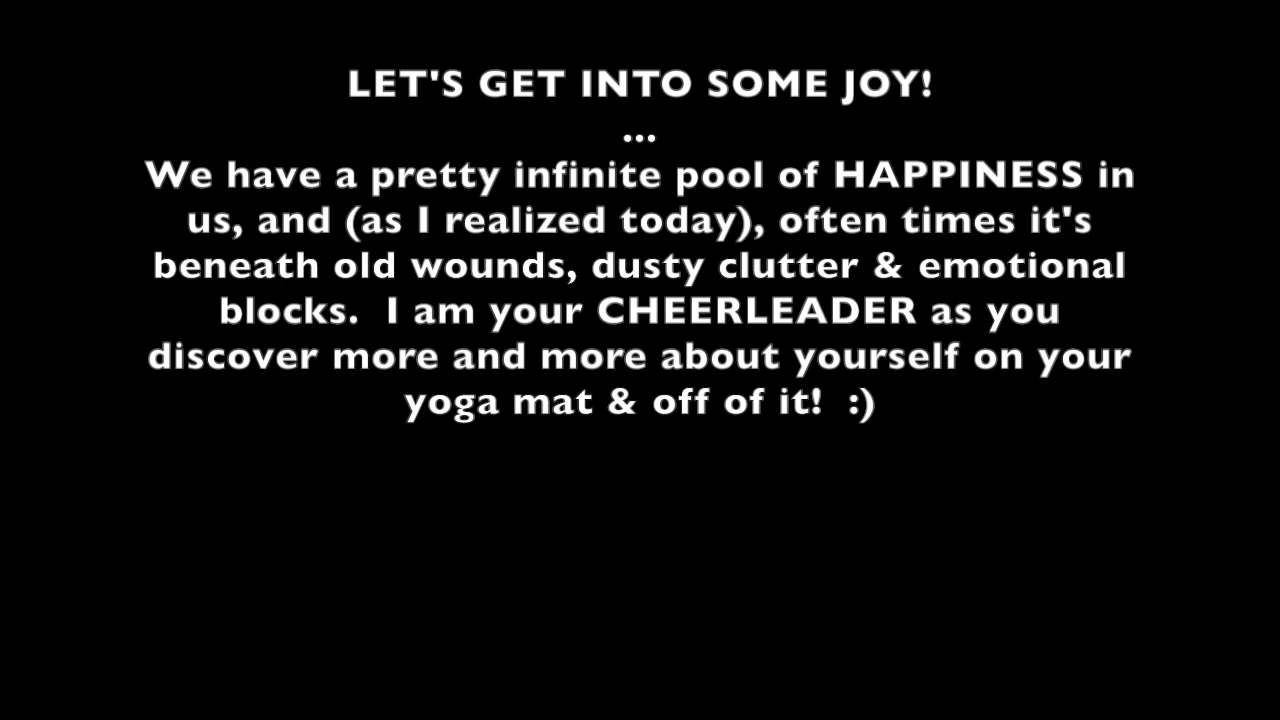 LET'S GET INTO SOME JOY!
...
We have a pretty infinite pool of HAPPINESS in
us, and (as I realized today), often times it's
beneath old wounds, dusty clutter & emotional
blocks.  I am your CHEERLEADER as you
discover more and more about yourself on your
yoga mat & off of it!  :)